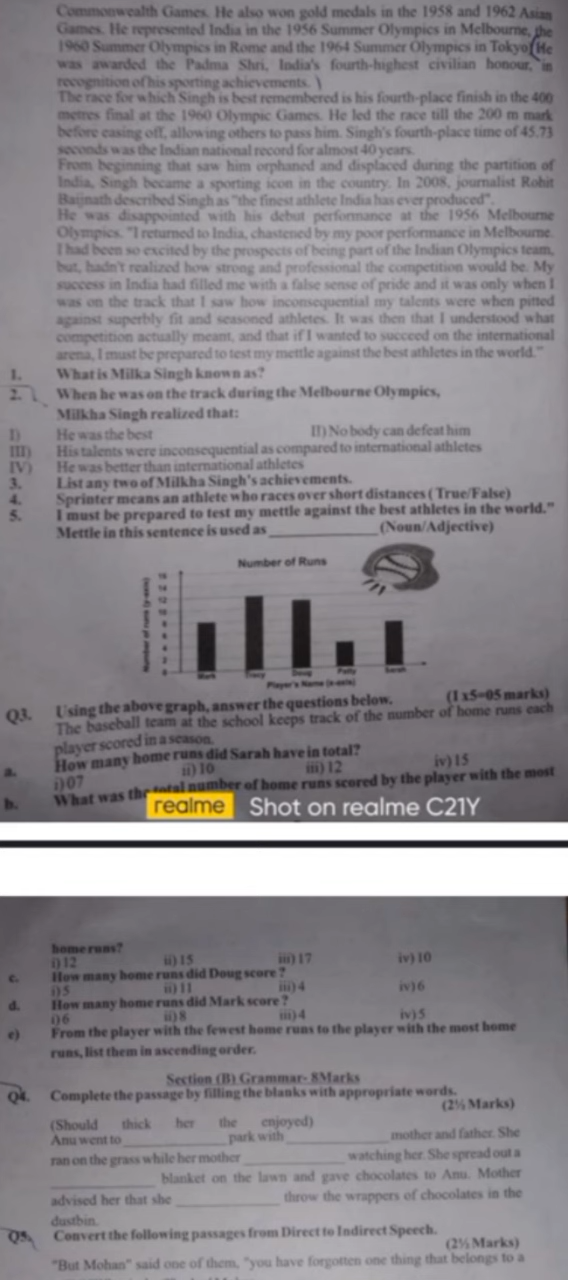 Commonwealth Games. He also won gold medals in the 1958 and 1962 Asian
Games. He represented India in the 1956 Summer Olympics in Melbourne, the
1960 Summer Olympics in Rome and the 1964 Summer Olympics in Tokyo. He
was awarded the Padma Shri, India's fourth-highest civilian honour, in
recognition of his sporting achievements.
The race for which Singh is best remembered is his fourth-place finish in the 400
metres final at the 1960 Olympic Games. He led the race till the 200 m mark
before easing off, allowing others to pass him. Singh's fourth-place time of 45.73
seconds was the Indian national record for almost 40 years.
From beginning that saw him orphaned and displaced during the partition of
India, Singh became a sporting icon in the country. In 2008, journalist Rohit
Baijnath described Singh as "the finest athlete India has ever produced".
He was disappointed with his debut performance at the 1956 Melbourne
Olympics. "I returned to India, chastened by my poor performance in Melbourne.
I had been so excited by the prospects of being part of the Indian Olympics team,
but, hadn't realized how strong and professional the competition would be. My
success in India had filled me with a false sense of pride and it was only when I
was on the track that I saw how inconsequential my talents were when pitted
against superbly fit and seasoned athletes. It was then that I understood what
competition actually meant, and that if I wanted to succeed on the international
arena, I must be prepared to test my mettle against the best athletes in the world."
1. What is Milka Singh known as?
2. When he was on the track during the Melbourne Olympics,
Milkha Singh realized that:
I) He was the best II) No body can defeat him
III) His talents were inconsequential as compared to international athletes
IV) He was better than international athletes
3. List any two of Milkha Singh's achievements.
4. Sprinter means an athlete who races over short distances ( True/False)
5. I must be prepared to test my mettle against the best athletes in the world."
Mettle in this sentence is used as ____________ (Noun/Adjective)
Number of Runs
Number of runs (y-axis)
16
14
12
10
8
6
4
2
0
Mark Tracy Doug Patty Sarah
Player's Name (x-axis)
Q3. Using the above graph, answer the questions below. (1 x5=05 marks)
The baseball team at the school keeps track of the number of home runs each
player scored in a season.
a. How many home runs did Sarah have in total?
i) 07 ii) 10 iii) 12 iv) 15
b. What was the total number of home runs scored by the player with the most
realme Shot on realme C21Y
home runs?
i) 12 ii) 15 iii) 17 iv) 10
c. How many home runs did Doug score ?
i) 5 ii) 11 iii) 4 iv) 6
d. How many home runs did Mark score ?
i) 6 ii) 8 iii) 4 iv) 5
e) From the player with the fewest home runs to the player with the most home
runs, list them in ascending order.
Section (B) Grammar- 8Marks
Q4. Complete the passage by filling the blanks with appropriate words.
(2½ Marks)
(Should thick her the enjoyed)
Anu went to ____________ park with ____________ mother and father. She
ran on the grass while her mother ____________ watching her. She spread out a
____________ blanket on the lawn and gave chocolates to Anu. Mother
advised her that she ____________ throw the wrappers of chocolates in the
dustbin.
Q5. Convert the following passages from Direct to Indirect Speech.
(2½ Marks)
"But Mohan" said one of them, "you have forgotten one thing that belongs to a